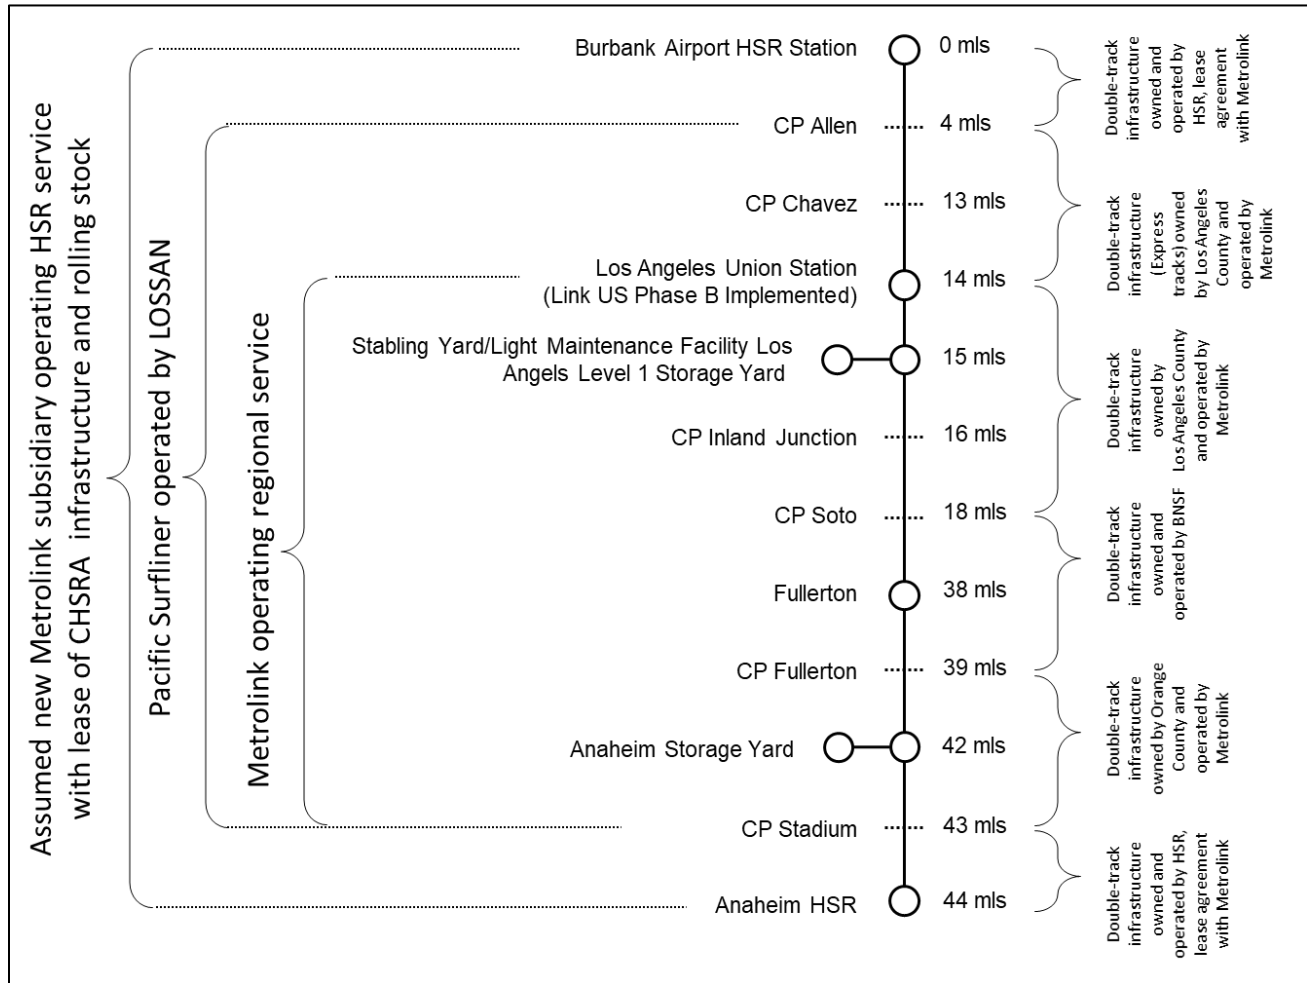 Assumed new Metrolink subsidiary operating HSR service
with lease of CHSRA infrastructure and rolling stock
Pacific Surfliner operated by LOSSAN
Metrolink operating regional service
Burbank Airport HSR Station
0 mls
CP Allen
4 mls
CP Chavez
13 mls
Los Angeles Union Station
(Link US Phase B Implemented)
14 mls
Stabling Yard/Light Maintenance Facility Los
Angels Level 1 Storage Yard
15 mls
CP Inland Junction
16 mls
CP Soto
18 mls
Fullerton
38 mls
CP Fullerton
39 mls
Anaheim Storage Yard
42 mls
CP Stadium
43 mls
Anaheim HSR
44 mls
Double-track
infrastructure
owned and
operated by
HSR, lease
agreement
with Metrolink
Double-track
infrastructure
(Express
tracks) owned
by Los Angeles
County and
operated by
Metrolink
Double-track
infrastructure
owned by
Los Angeles County
and operated by
Metrolink
Double-track
infrastructure
owned and
operated by BNSF
Double-track
infrastructure
owned by Orange
County and
operated by
Metrolink
Double-track
infrastructure
owned and
operated by HSR,
lease agreement
with Metrolink